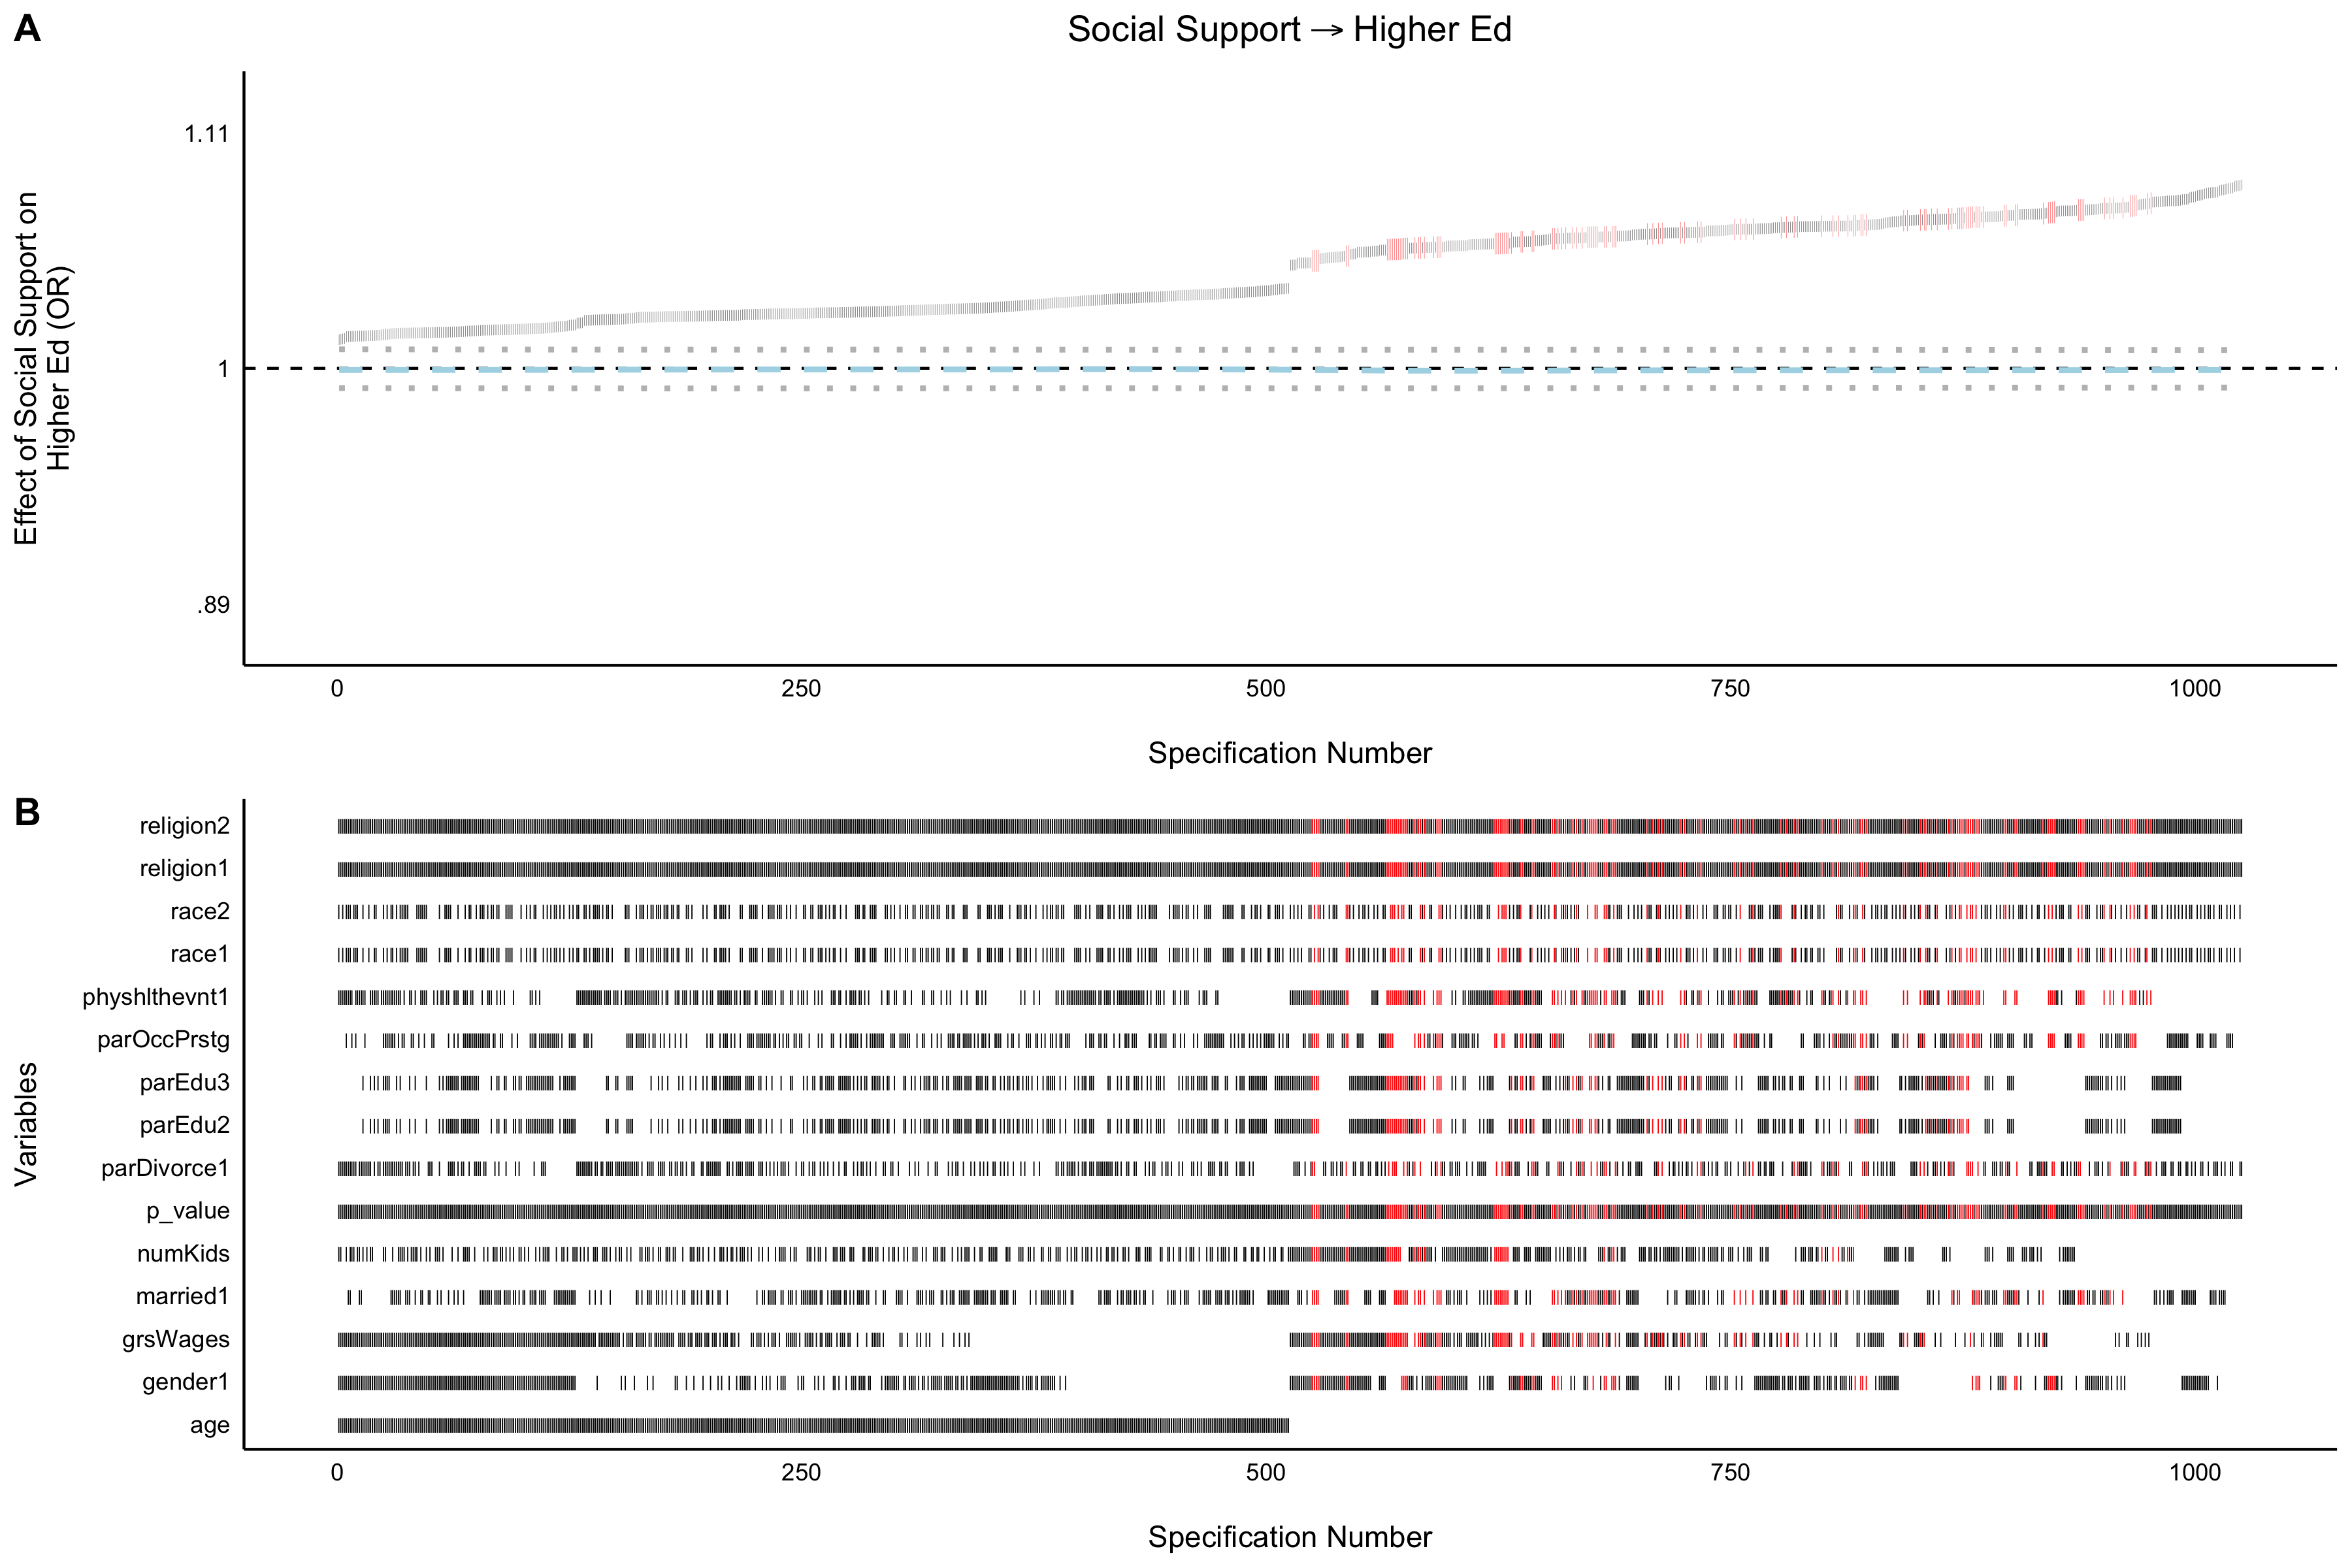 A
Social Support → Higher Ed
Effect of Social Support on
Higher Ed (OR)
1.11
1
.89
0 250 500 750 1000
Specification Number
B
Variables
religion2
religion1
race2
race1
physhlthevnt1
parOccPrstg
parEdu3
parEdu2
parDivorce1
p_value
numKids
married1
grsWages
gender1
age
0 250 500 750 1000
Specification Number